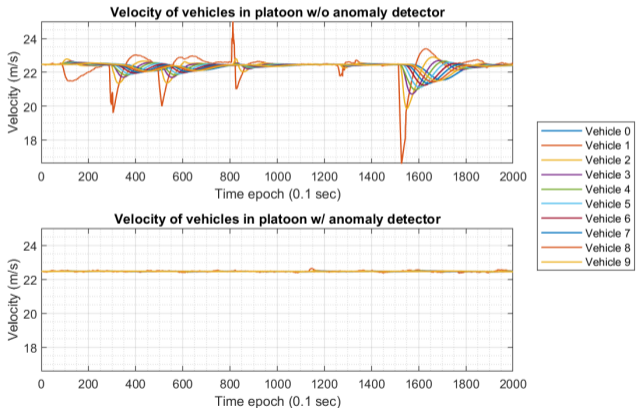 Velocity of vehicles in platoon w/o anomaly detector
24
22
20
18
Velocity (m/s)
0 200 400 600 800 1000 1200 1400 1600 1800 2000
Time epoch (0.1 sec)
Vehicle 0
Vehicle 1
Vehicle 2
Vehicle 3
Vehicle 4
Vehicle 5
Vehicle 6
Vehicle 7
Vehicle 8
Vehicle 9
Velocity of vehicles in platoon w/ anomaly detector
24
22
20
18
Velocity (m/s)
0 200 400 600 800 1000 1200 1400 1600 1800 2000
Time epoch (0.1 sec)